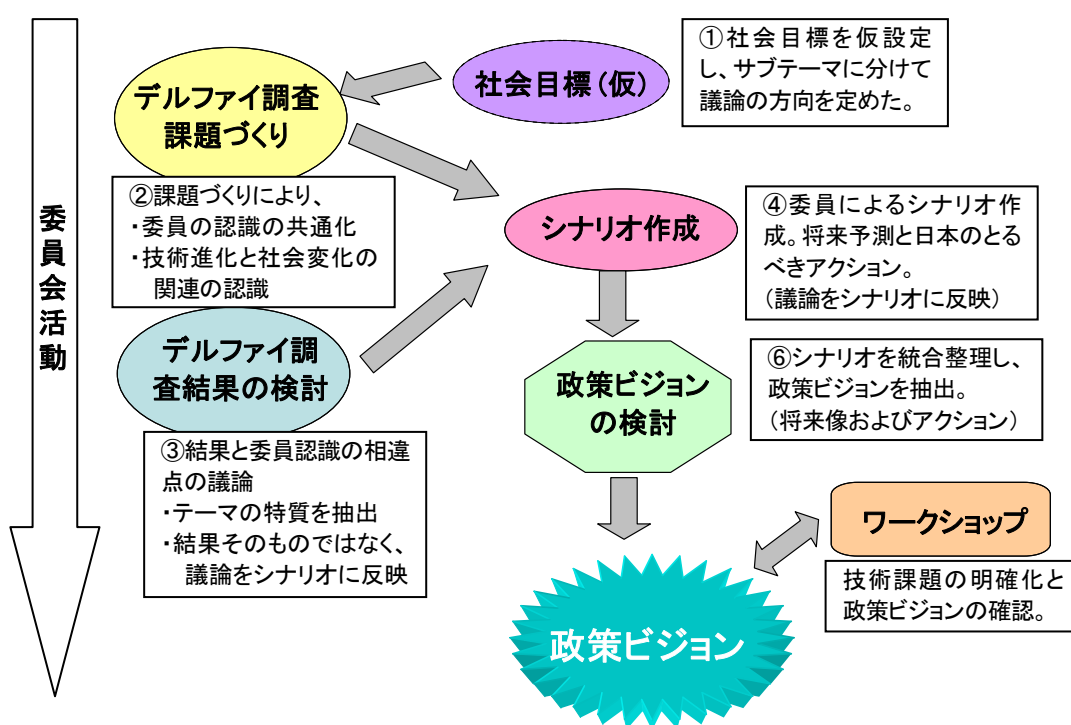 委員会活動
社会目標(仮)
①社会目標を仮設定
し、サブテーマに分けて
議論の方向を定めた。
デルファイ調査
課題づくり
②課題づくりにより、
・委員の認識の共通化
・技術進化と社会変化の
関連の認識
シナリオ作成
④委員によるシナリオ作
成。将来予測と日本のとる
べきアクション。
(議論をシナリオに反映)
デルファイ調
査結果の検討
③結果と委員認識の相違
点の議論
・テーマの特質を抽出
・結果そのものではなく、
議論をシナリオに反映
政策ビジョン
の検討
⑥シナリオを統合整理し、
政策ビジョンを抽出。
(将来像およびアクション)
ワークショップ
技術課題の明確化と
政策ビジョンの確認。
政策ビジョン